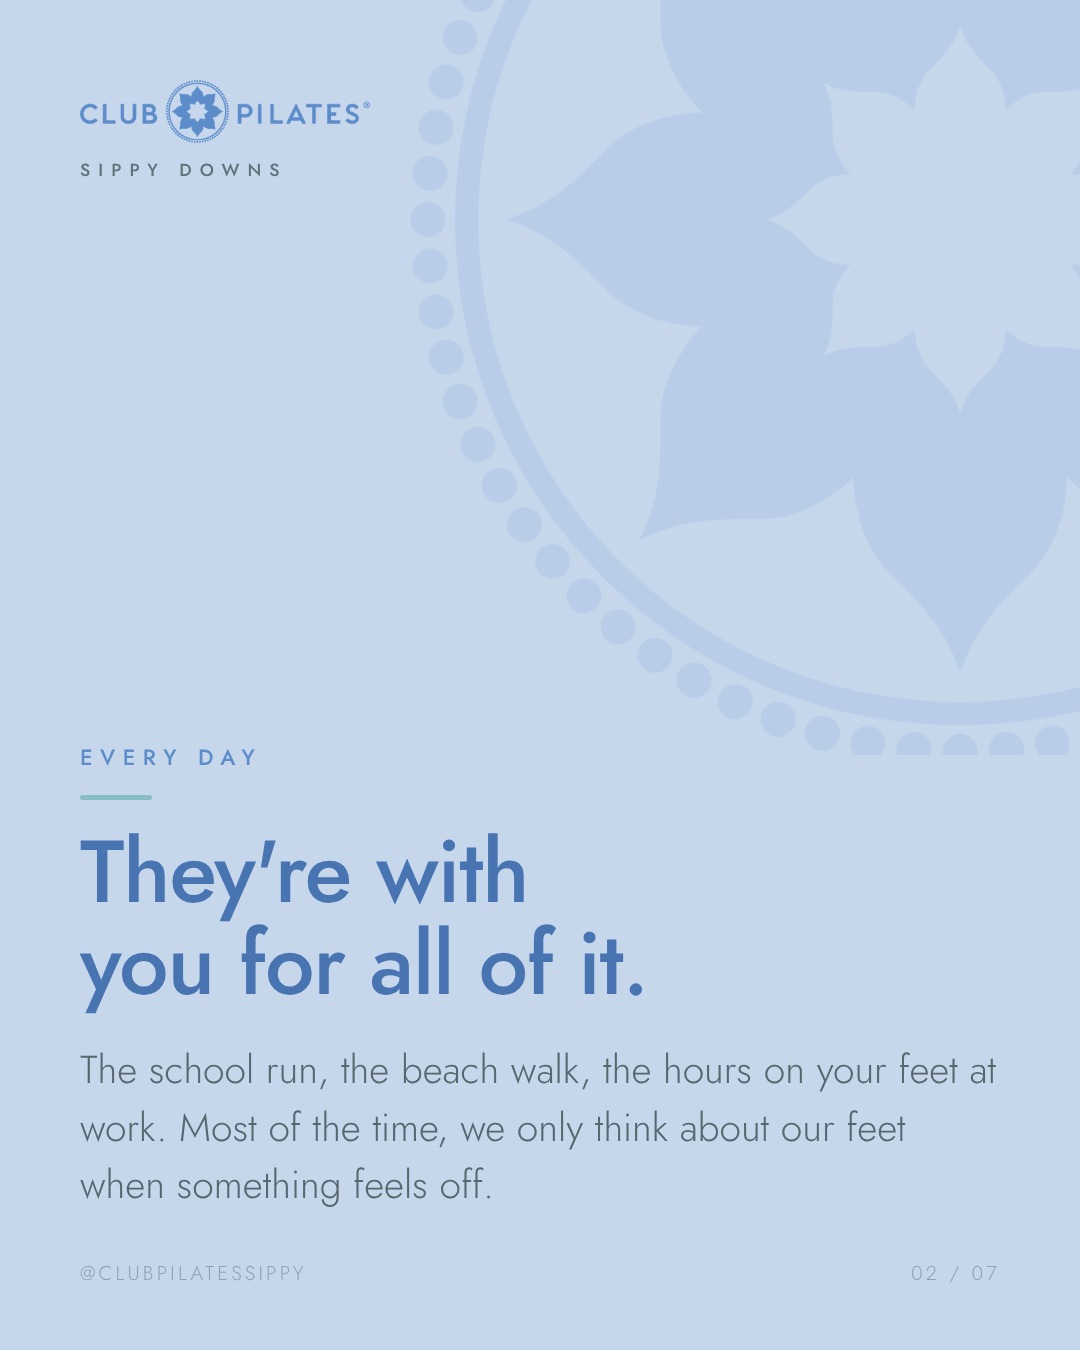 CLUB PILATES®
SIPPY DOWNS
EVERY DAY
They're with
you for all of it.
The school run, the beach walk, the hours on your feet at
work. Most of the time, we only think about our feet
when something feels off.
@CLUBPILATESSIPPY
02 / 07